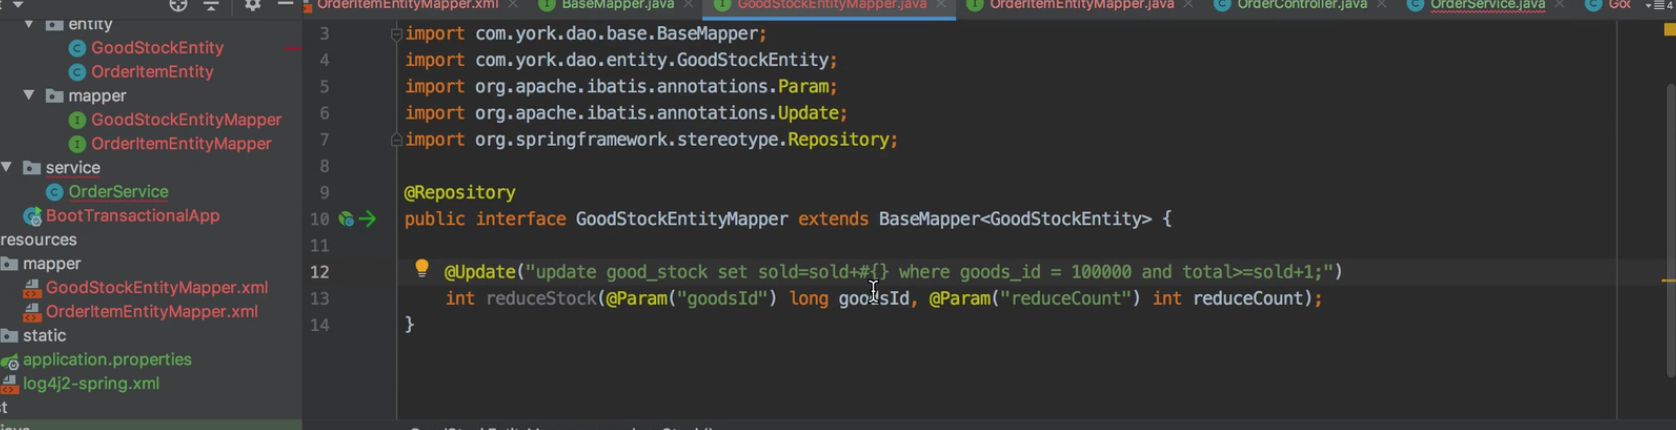 OrderItemEntityMapper.xml BaseMapper.java GoodStockEntityMapper.java OrderItemEntityMapper.java OrderController.java OrderService.java
entity
GoodStockEntity
OrderItemEntity
mapper
GoodStockEntityMapper
OrderItemEntityMapper
service
OrderService
BootTransactionalApp
resources
mapper
GoodStockEntityMapper.xml
OrderItemEntityMapper.xml
static
application.properties
log4j2-spring.xml
3 import com.york.dao.base.BaseMapper;
4 import com.york.dao.entity.GoodStockEntity;
5 import org.apache.ibatis.annotations.Param;
6 import org.apache.ibatis.annotations.Update;
7 import org.springframework.stereotype.Repository;
8
9 @Repository
10 public interface GoodStockEntityMapper extends BaseMapper<GoodStockEntity> {
11
12 @Update("update good_stock set sold=sold+#{} where goods_id = 100000 and total>=sold+1;")
13 int reduceStock(@Param("goodsId") long goodsId, @Param("reduceCount") int reduceCount);
14 }